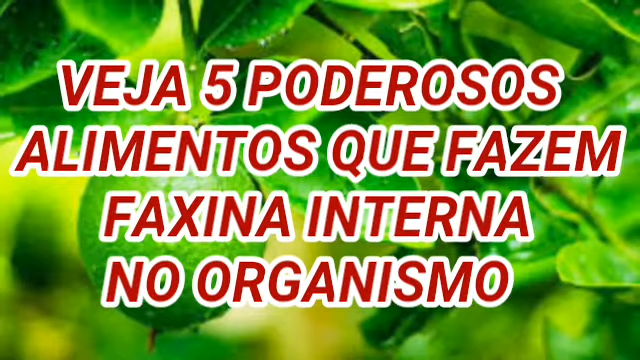 VEJA 5 PODEROSOS
ALIMENTOS QUE FAZEM
FAXINA INTERNA
NO ORGANISMO